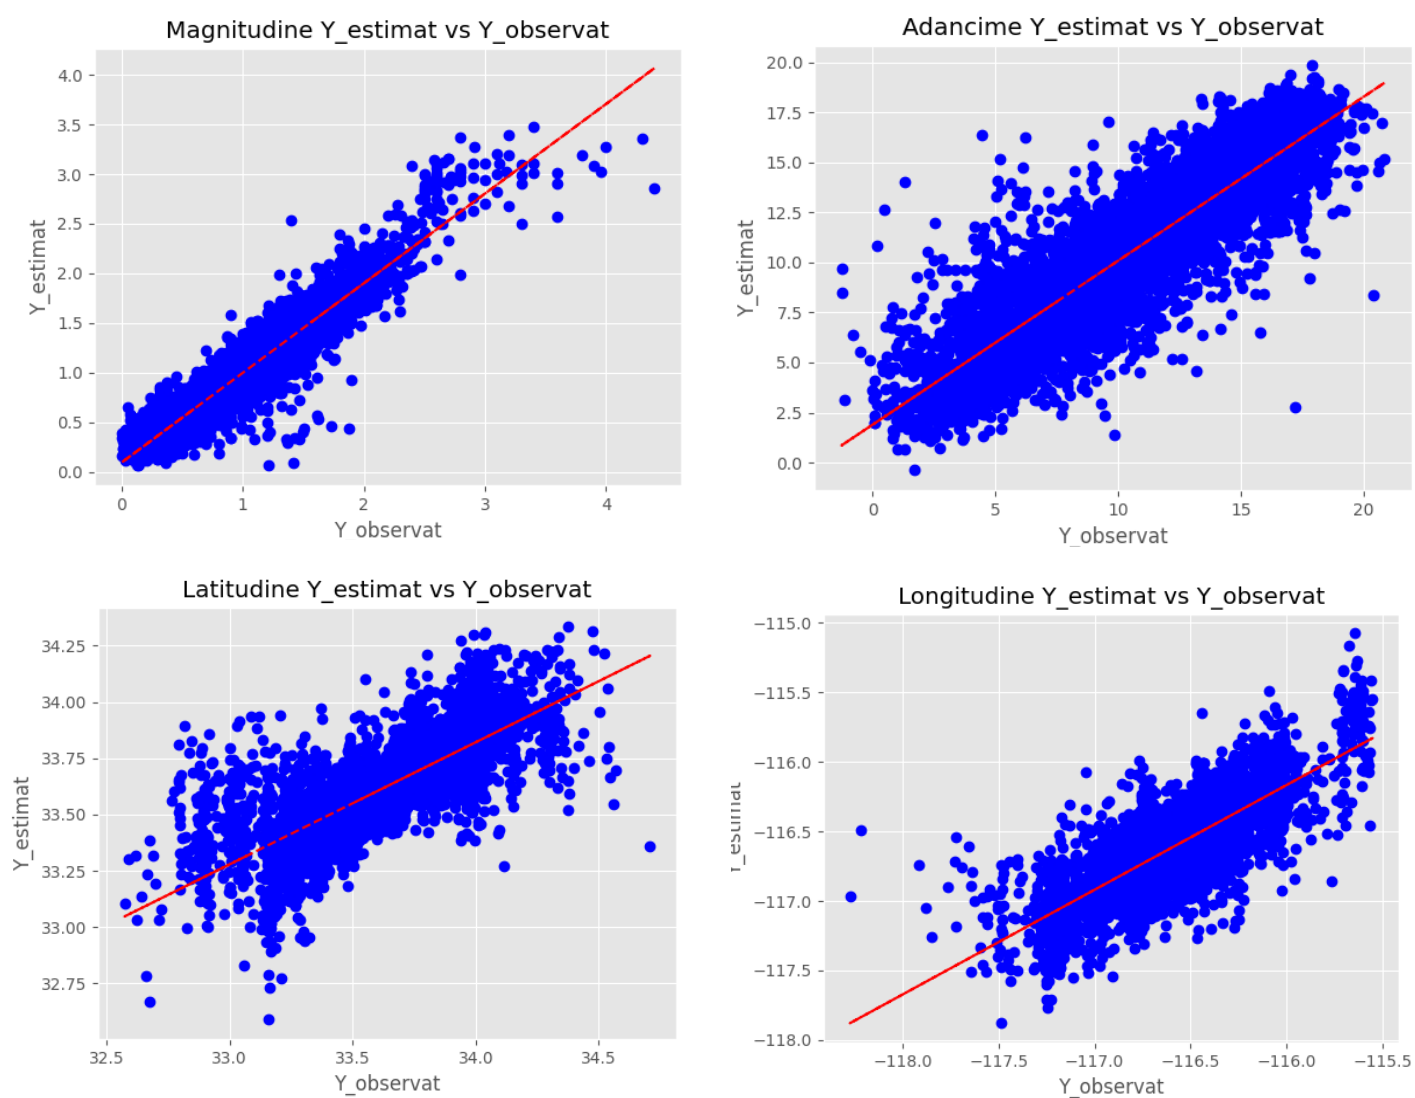 Magnitudine Y_estimat vs Y_observat
4.0
3.5
3.0
2.5
2.0
1.5
1.0
0.5
0.0
Y_estimat
0 1 2 3 4
Y observat
Adancime Y_estimat vs Y_observat
20.0
17.5
15.0
12.5
10.0
7.5
5.0
2.5
0.0
Y_estimat
0 5 10 15 20
Y_observat
Latitudine Y_estimat vs Y_observat
34.25
34.00
33.75
33.50
33.25
33.00
32.75
Y_estimat
32.5 33.0 33.5 34.0 34.5
Y_observat
Longitudine Y_estimat vs Y_observat
−115.0
−115.5
−116.0
−116.5
−117.0
−117.5
−118.0
−118.0 −117.5 −117.0 −116.5 −116.0 −115.5
Y_observat